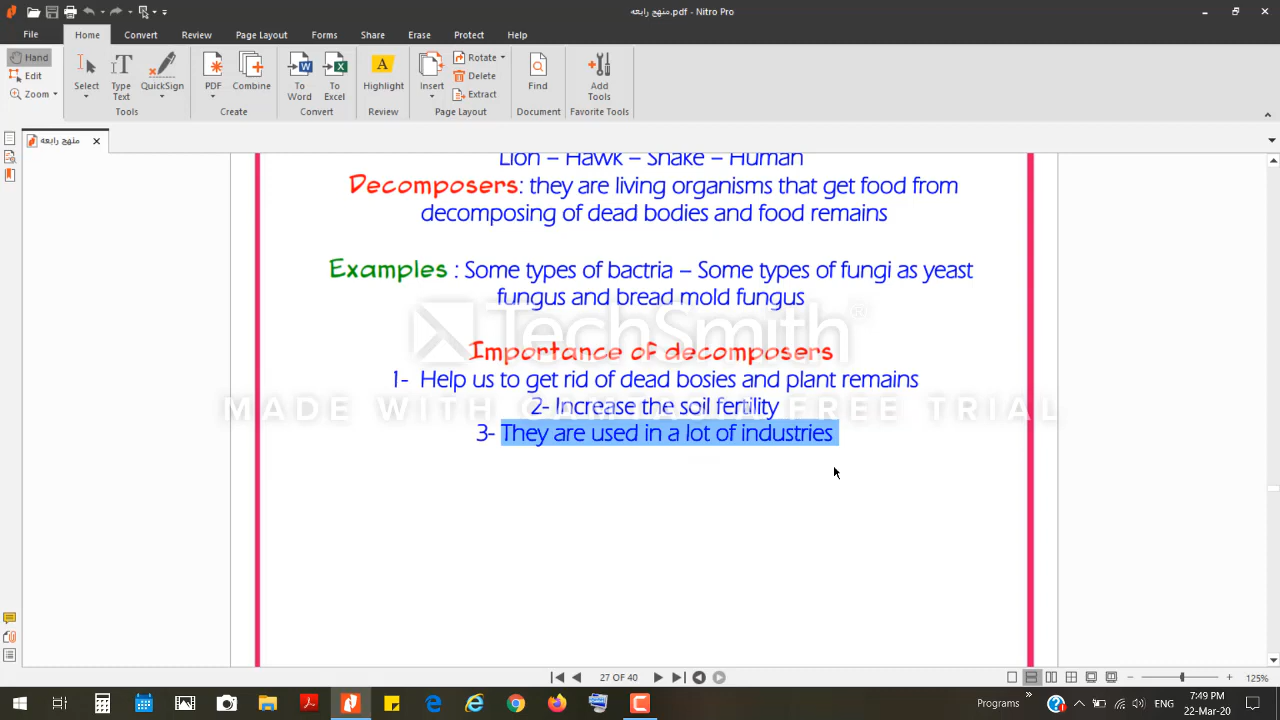 منهج رابعه.pdf - Nitro Pro
File Home Convert Review Page Layout Forms Share Erase Protect Help
Hand
Edit
Zoom
Select
Type Text
QuickSign
Tools
PDF
Combine
Create
To Word
To Excel
Convert
Highlight
Review
Insert
Rotate
Delete
Extract
Page Layout
Find
Document
Add Tools
Favorite Tools
منهج رابعه
Lion – Hawk – Snake – Human
Decomposers: they are living organisms that get food from
decomposing of dead bodies and food remains
Examples : Some types of bactria – Some types of fungi as yeast
fungus and bread mold fungus
TechSmith®
Importance of decomposers
1- Help us to get rid of dead bosies and plant remains
MADE WITH CAMTASIA FREE TRIAL
2- Increase the soil fertility
3- They are used in a lot of industries
27 OF 40
125%
Programs
ENG
7:49 PM
22-Mar-20